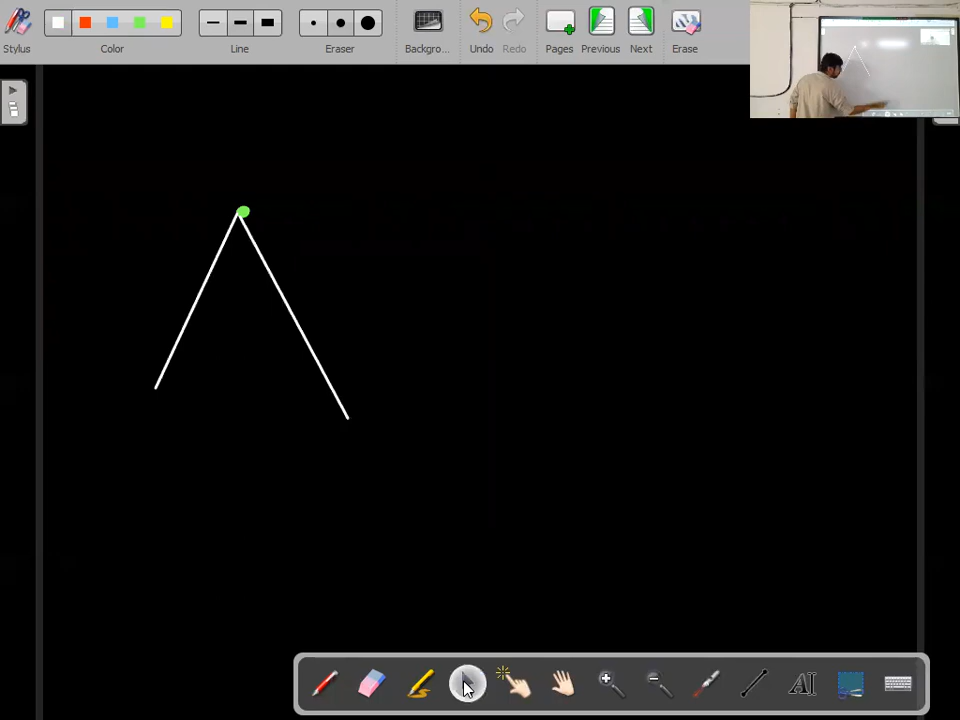 Stylus
Color
Line
Eraser
Backgro...
Undo
Redo
Pages
Previous
Next
Erase